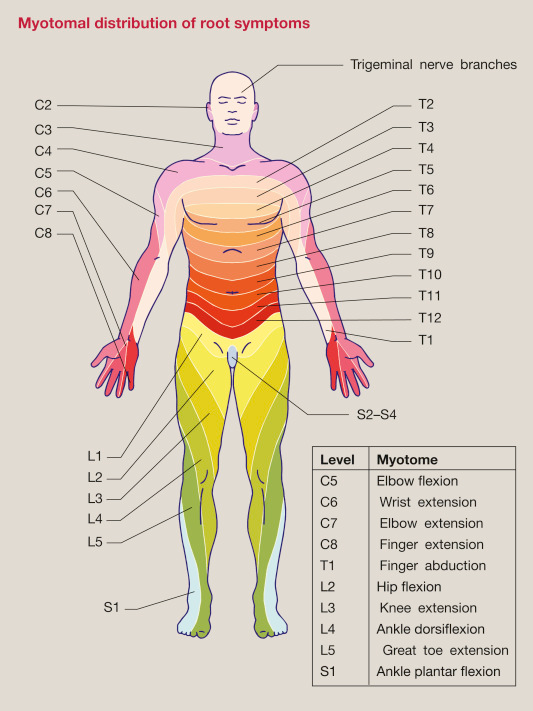 Myotomal distribution of root symptoms
Trigeminal nerve branches
C2
C3
C4
C5
C6
C7
C8
T2
T3
T4
T5
T6
T7
T8
T9
T10
T11
T12
T1
S2–S4
L1
L2
L3
L4
L5
S1
Level Myotome
C5 Elbow flexion
C6 Wrist extension
C7 Elbow extension
C8 Finger extension
T1 Finger abduction
L2 Hip flexion
L3 Knee extension
L4 Ankle dorsiflexion
L5 Great toe extension
S1 Ankle plantar flexion